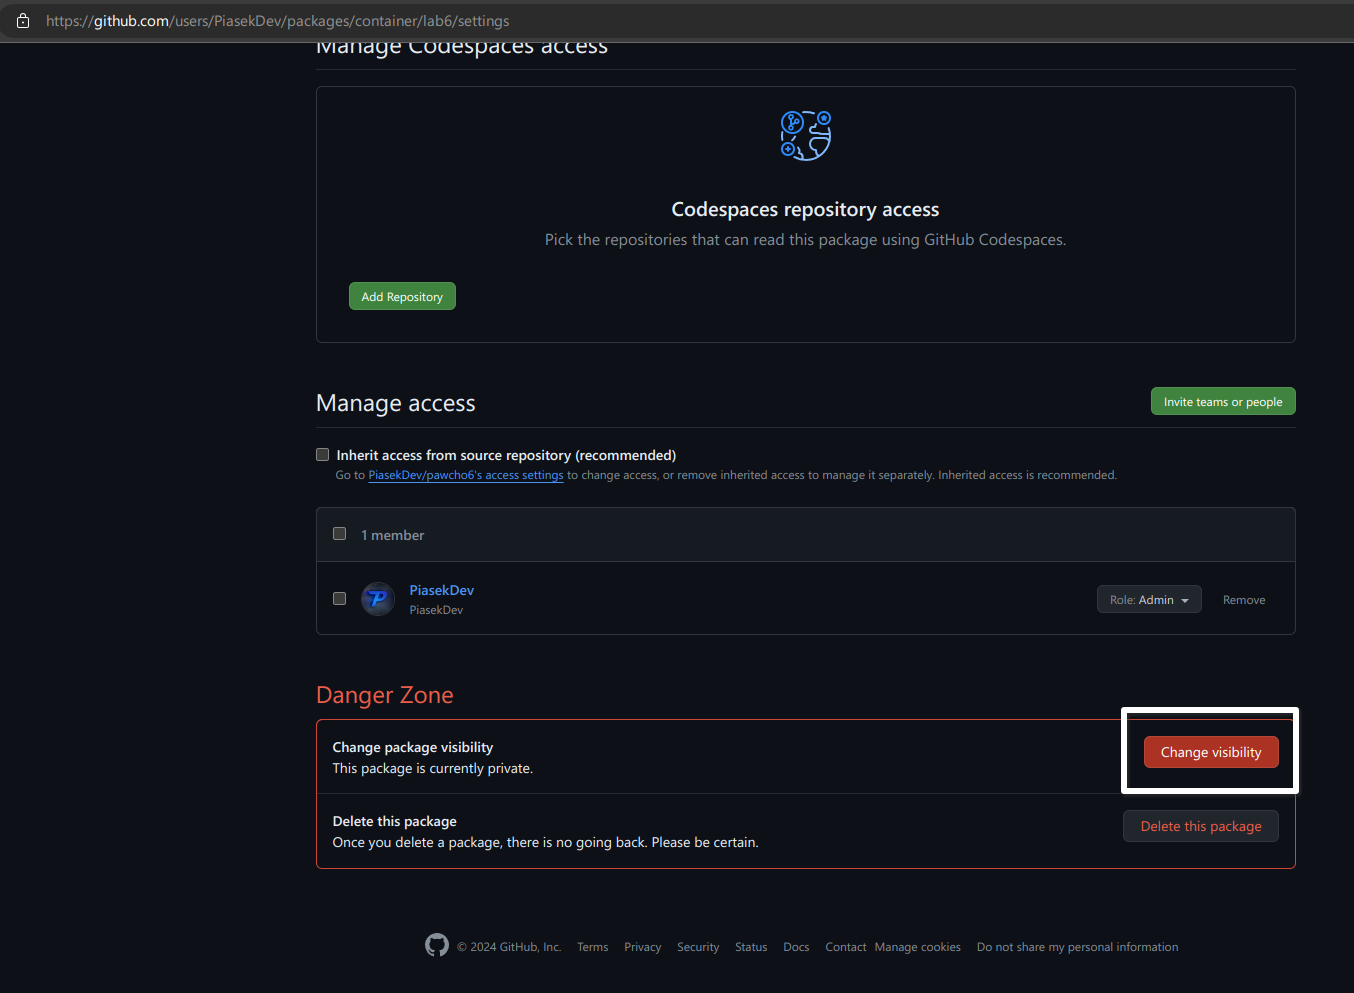 https://github.com/users/PiasekDev/packages/container/lab6/settings
Manage Codespaces access
Codespaces repository access
Pick the repositories that can read this package using GitHub Codespaces.
Add Repository
Manage access
Invite teams or people
Inherit access from source repository (recommended)
Go to PiasekDev/pawcho6's access settings to change access, or remove inherited access to manage it separately. Inherited access is recommended.
1 member
PiasekDev
PiasekDev
Role: Admin
Remove
Danger Zone
Change package visibility
This package is currently private.
Change visibility
Delete this package
Once you delete a package, there is no going back. Please be certain.
Delete this package
© 2024 GitHub, Inc. Terms Privacy Security Status Docs Contact Manage cookies Do not share my personal information